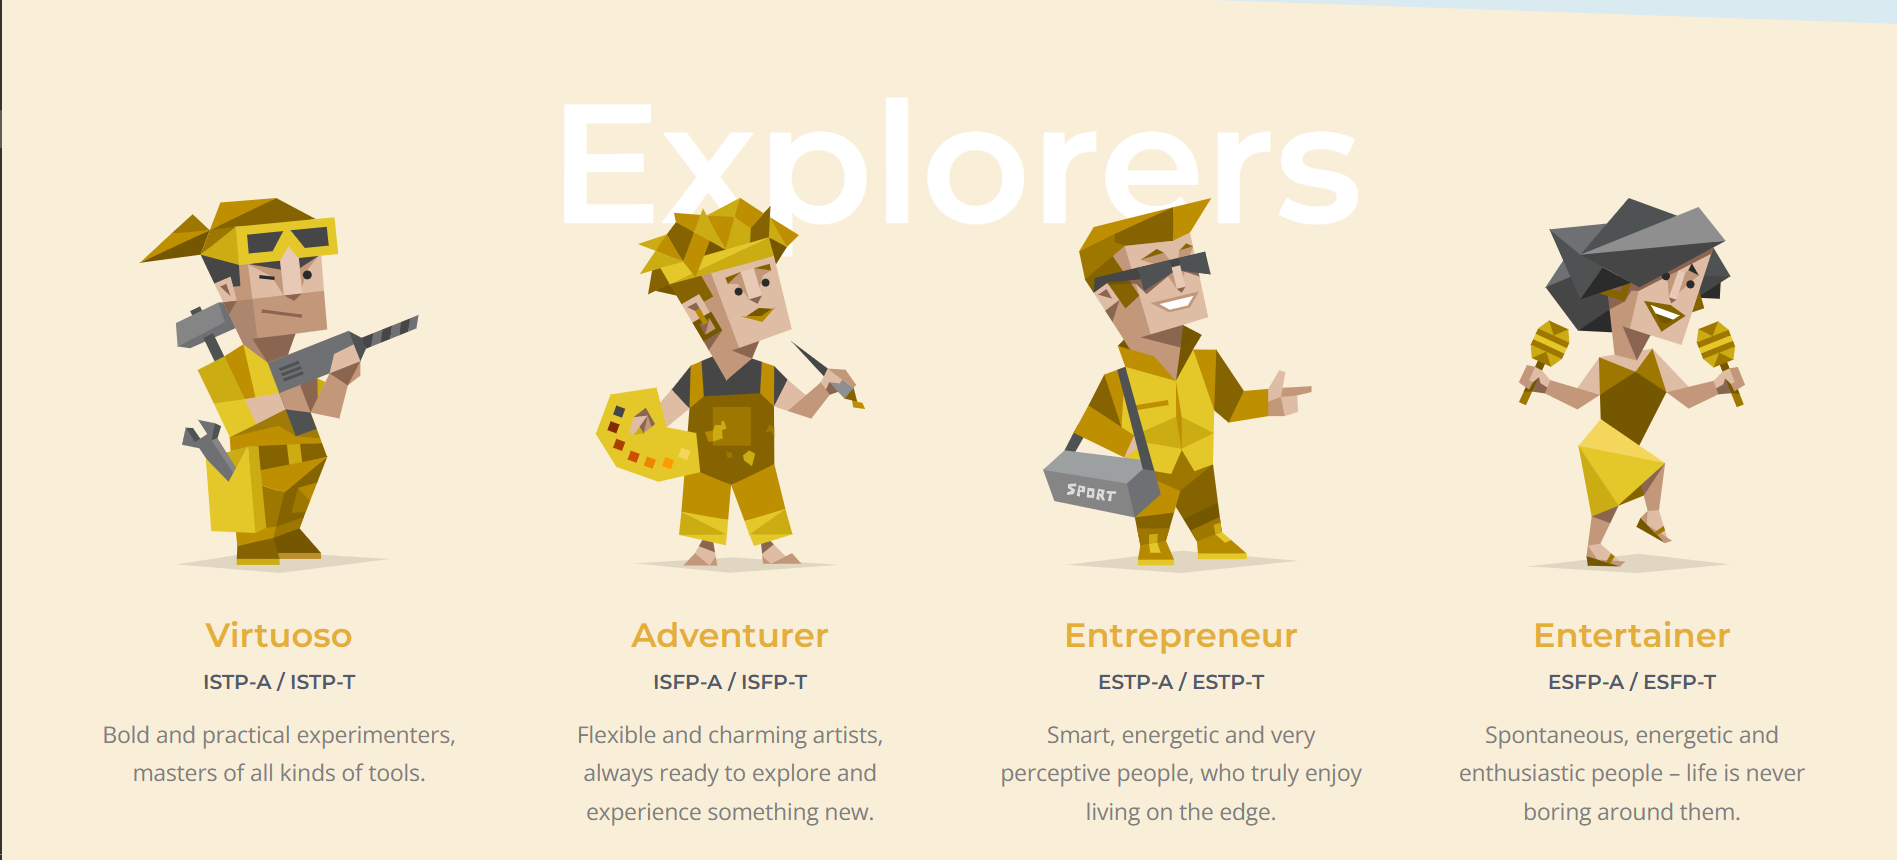 Explorers
SPORT
Virtuoso
ISTP-A / ISTP-T
Bold and practical experimenters,
masters of all kinds of tools.
Adventurer
ISFP-A / ISFP-T
Flexible and charming artists,
always ready to explore and
experience something new.
Entrepreneur
ESTP-A / ESTP-T
Smart, energetic and very
perceptive people, who truly enjoy
living on the edge.
Entertainer
ESFP-A / ESFP-T
Spontaneous, energetic and
enthusiastic people – life is never
boring around them.